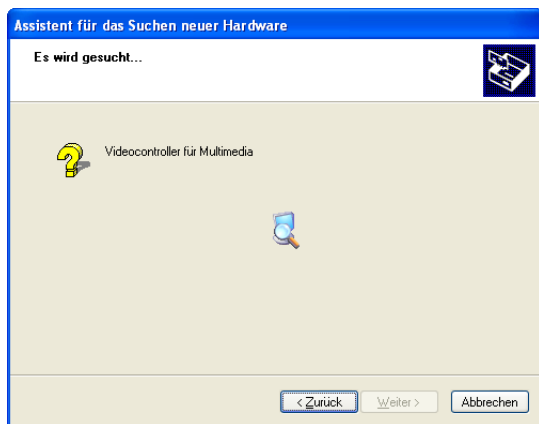 Assistent für das Suchen neuer Hardware
Es wird gesucht...
Videocontroller für Multimedia
< Zurück
Weiter >
Abbrechen